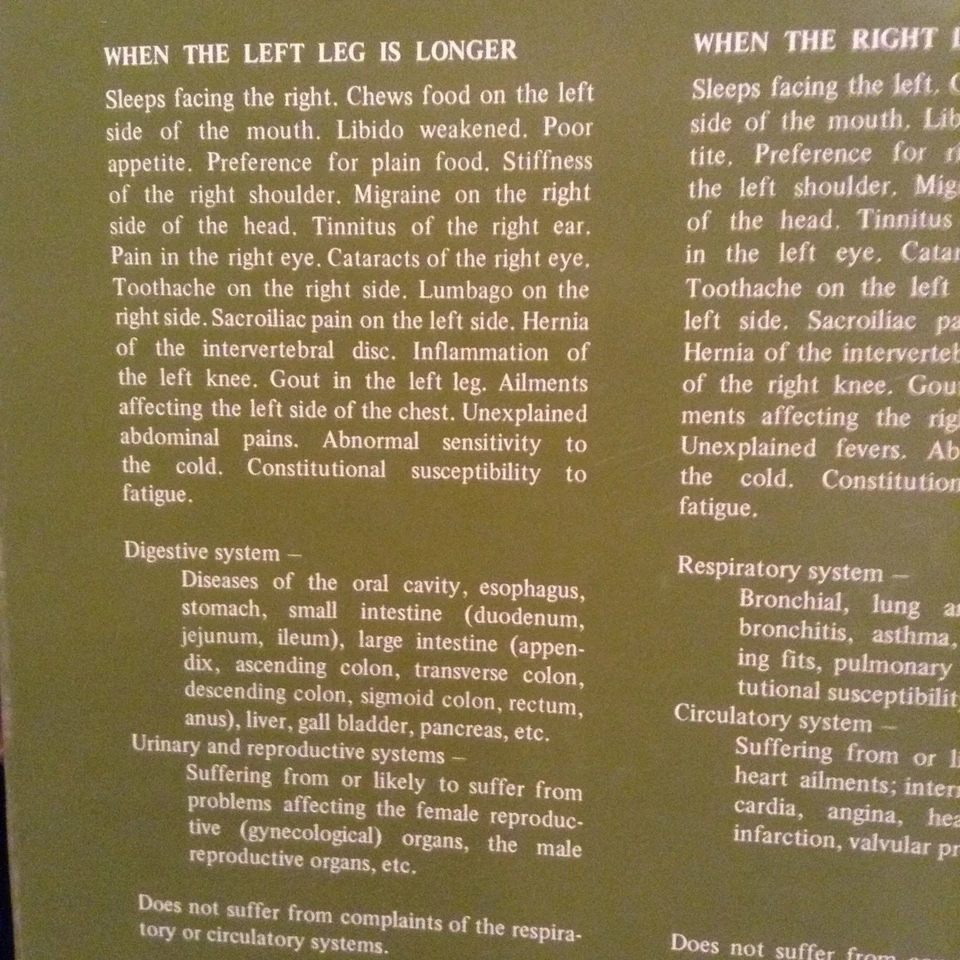 WHEN THE LEFT LEG IS LONGER
Sleeps facing the right. Chews food on the left
side of the mouth. Libido weakened. Poor
appetite. Preference for plain food. Stiffness
of the right shoulder. Migraine on the right
side of the head. Tinnitus of the right ear.
Pain in the right eye. Cataracts of the right eye.
Toothache on the right side. Lumbago on the
right side. Sacroiliac pain on the left side. Hernia
of the intervertebral disc. Inflammation of
the left knee. Gout in the left leg. Ailments
affecting the left side of the chest. Unexplained
abdominal pains. Abnormal sensitivity to
the cold. Constitutional susceptibility to
fatigue.
Digestive system –
Diseases of the oral cavity, esophagus,
stomach, small intestine (duodenum,
jejunum, ileum), large intestine (appen-
dix, ascending colon, transverse colon,
descending colon, sigmoid colon, rectum,
anus), liver, gall bladder, pancreas, etc.
Urinary and reproductive systems –
Suffering from or likely to suffer from
problems affecting the female reproduc-
tive (gynecological) organs, the male
reproductive organs, etc.
Does not suffer from complaints of the respira-
tory or circulatory systems.
WHEN THE RIGHT
Sleeps facing the left.
side of the mouth.
tite. Preference for
the left shoulder.
of the head. Tinnitus
in the left eye.
Toothache on the left
left side. Sacroiliac
Hernia of the
of the right knee.
ments affecting the
Unexplained fevers.
the cold.
fatigue.
Respiratory system –
Bronchial, lung
bronchitis, asthma,
ing fits, pulmonary
tutional
Circulatory system –
Suffering from or
heart ailments;
cardia, angina,
infarction, valvular
Does not suffer from